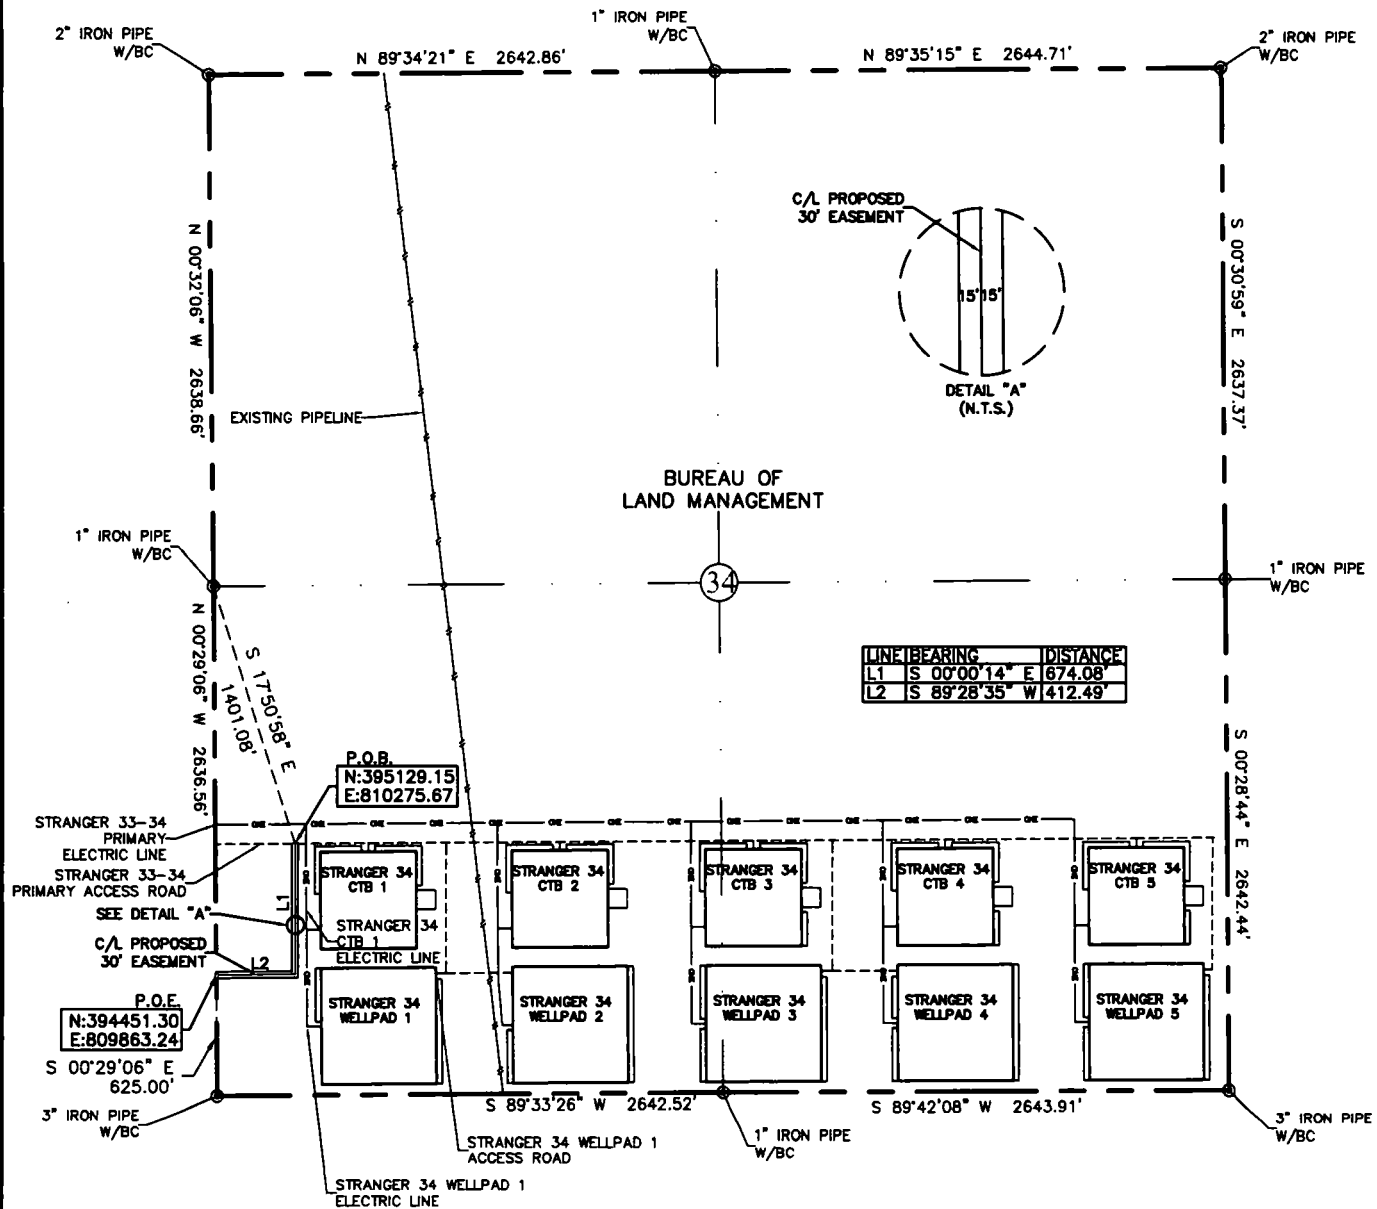 1" IRON PIPE
W/BC
2" IRON PIPE
W/BC
N 89°34'21" E 2642.86'
N 89°35'15" E 2644.71'
2" IRON PIPE
W/BC
C/L PROPOSED
30' EASEMENT
15'
15'
DETAIL "A"
(N.T.S.)
N 00°32'06" W 2638.66'
S 00°30'59" E 2637.37'
EXISTING PIPELINE
BUREAU OF
LAND MANAGEMENT
1" IRON PIPE
W/BC
34
1" IRON PIPE
W/BC
N 00°29'06" W 2636.56'
S 17°50'58" E
1401.08'
LINE BEARING DISTANCE
L1 S 00°00'14" E 674.08'
L2 S 89°28'35" W 412.49'
S 00°28'44" E 2642.44'
P.O.B.
N:395129.15
E:810275.67
STRANGER 33-34
PRIMARY
ELECTRIC LINE
STRANGER 33-34
PRIMARY ACCESS ROAD
SEE DETAIL "A"
C/L PROPOSED
30' EASEMENT
L1
L2
STRANGER 34
CTB 1
STRANGER 34
CTB 2
STRANGER 34
CTB 3
STRANGER 34
CTB 4
STRANGER 34
CTB 5
STRANGER 34
CTB 1
ELECTRIC LINE
P.O.E.
N:394451.30
E:809863.24
S 00°29'06" E
625.00'
STRANGER 34
WELLPAD 1
STRANGER 34
WELLPAD 2
STRANGER 34
WELLPAD 3
STRANGER 34
WELLPAD 4
STRANGER 34
WELLPAD 5
3" IRON PIPE
W/BC
S 89°33'26" W 2642.52'
S 89°42'08" W 2643.91'
3" IRON PIPE
W/BC
1" IRON PIPE
W/BC
STRANGER 34 WELLPAD 1
ACCESS ROAD
STRANGER 34 WELLPAD 1
ELECTRIC LINE